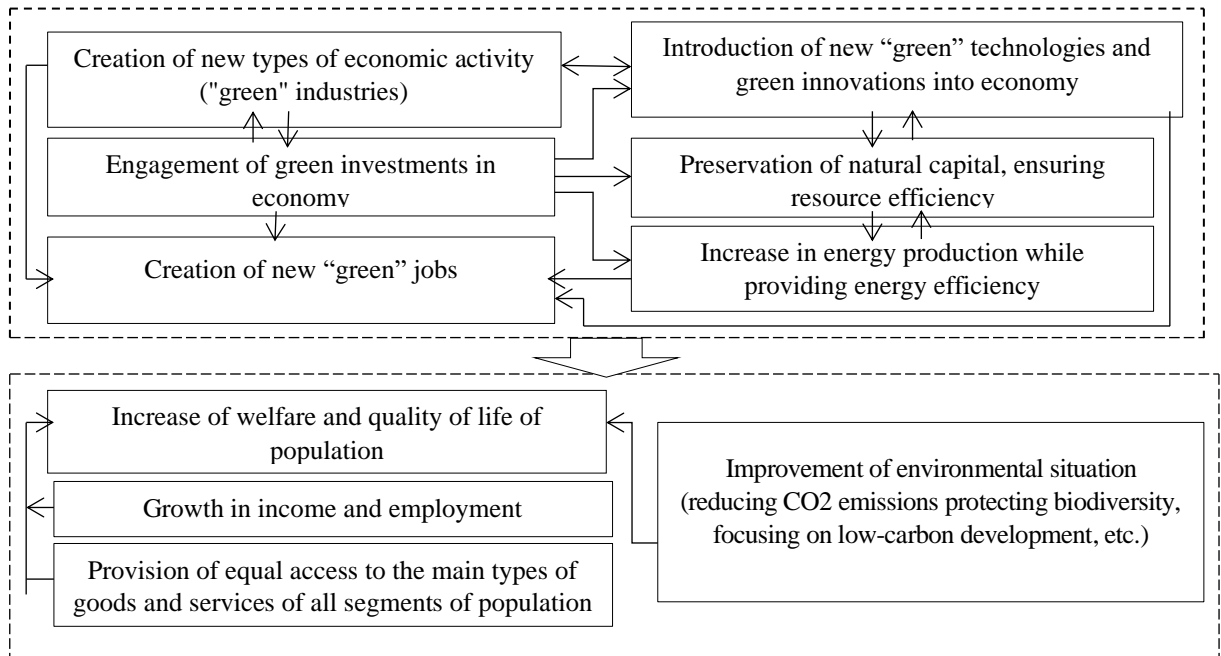 Creation of new types of economic activity
("green" industries)
Introduction of new “green” technologies and
green innovations into economy
Engagement of green investments in
economy
Preservation of natural capital, ensuring
resource efficiency
Creation of new “green” jobs
Increase in energy production while
providing energy efficiency
Increase of welfare and quality of life of
population
Growth in income and employment
Provision of equal access to the main types of
goods and services of all segments of population
Improvement of environmental situation
(reducing CO2 emissions protecting biodiversity,
focusing on low-carbon development, etc.)